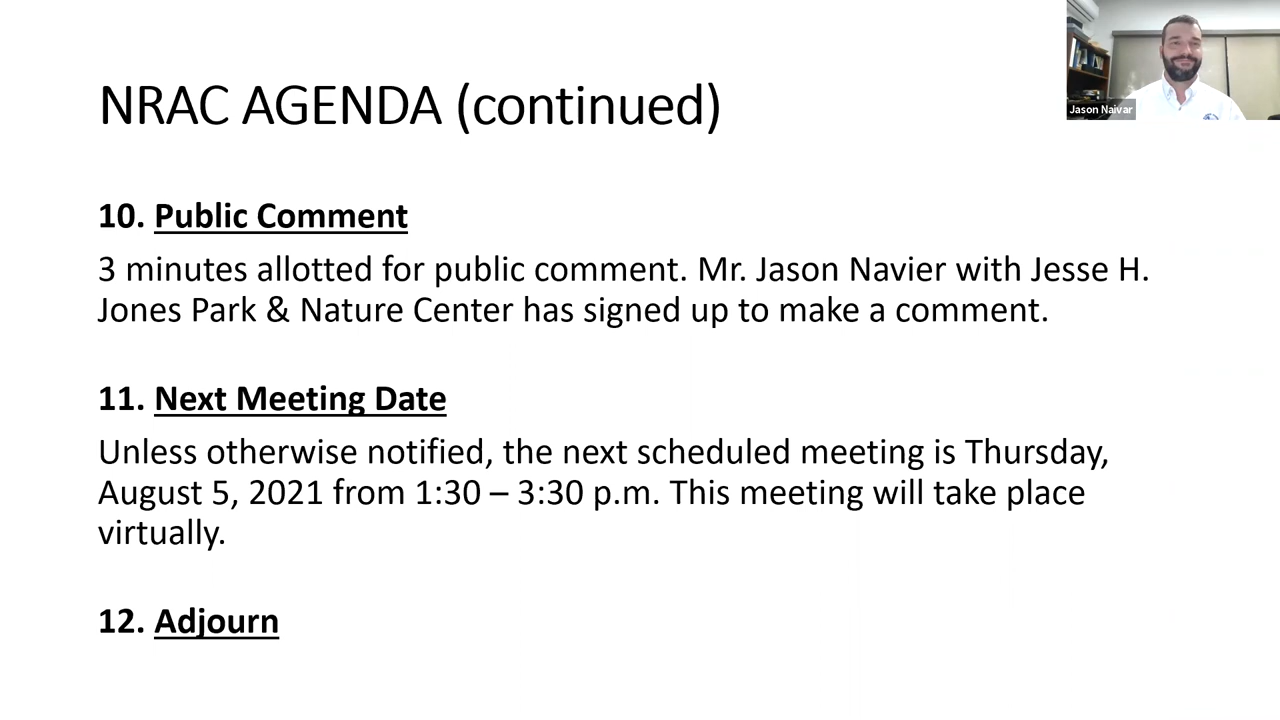 NRAC AGENDA (continued)
Jason Naivar
10. Public Comment
3 minutes allotted for public comment. Mr. Jason Navier with Jesse H.
Jones Park & Nature Center has signed up to make a comment.
11. Next Meeting Date
Unless otherwise notified, the next scheduled meeting is Thursday,
August 5, 2021 from 1:30 – 3:30 p.m. This meeting will take place
virtually.
12. Adjourn